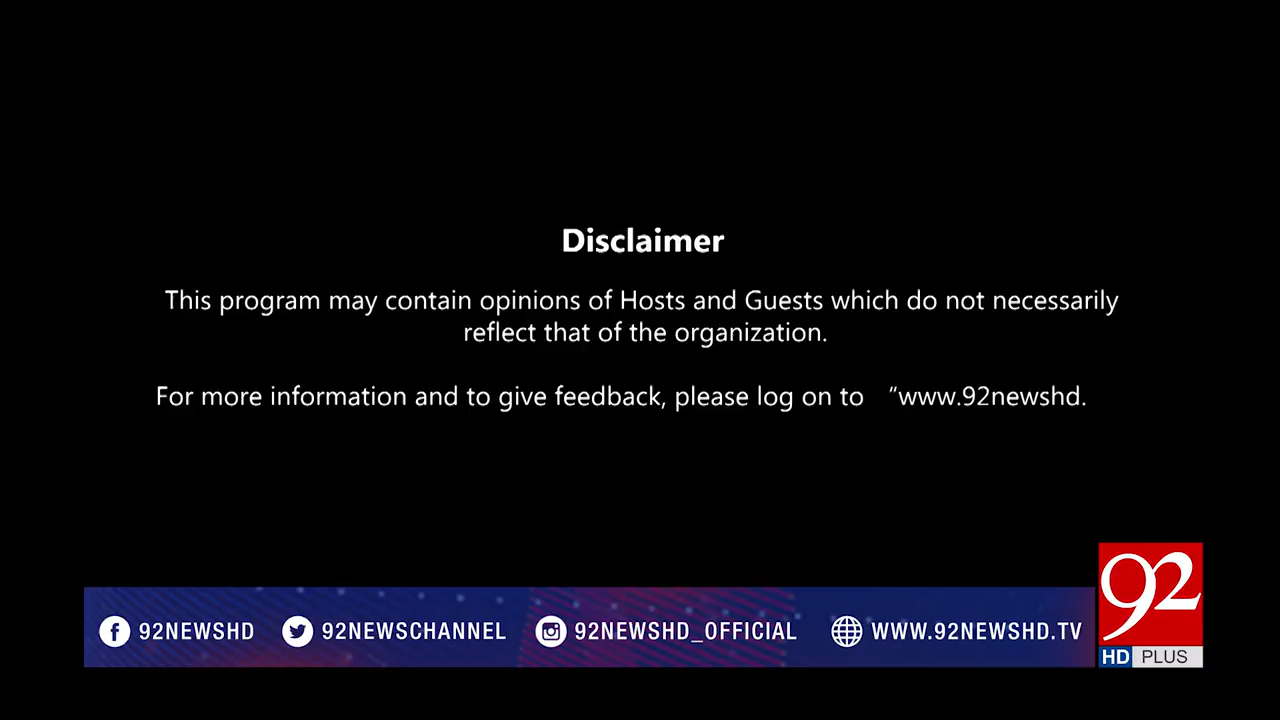 Disclaimer
This program may contain opinions of Hosts and Guests which do not necessarily
reflect that of the organization.
For more information and to give feedback, please log on to “www.92newshd.
92NEWSHD
92NEWSCHANNEL
92NEWSHD_OFFICIAL
WWW.92NEWSHD.TV
92
HD PLUS